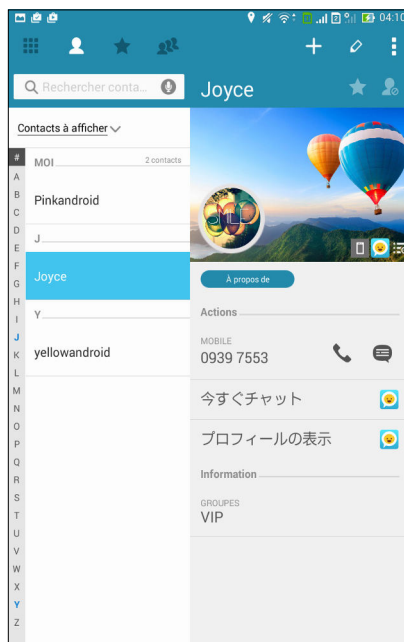 04:10
Rechercher conta...
Joyce
Contacts à afficher
MOI
2 contacts
Pinkandroid
J
Joyce
Y
yellowandroid
#
A
B
C
D
E
F
G
H
I
J
K
L
M
N
O
P
Q
R
S
T
U
V
W
X
Y
Z
SMILE
À propos de
Actions
MOBILE
0939 7553
今すぐチャット
プロフィールの表示
Information
GROUPES
VIP